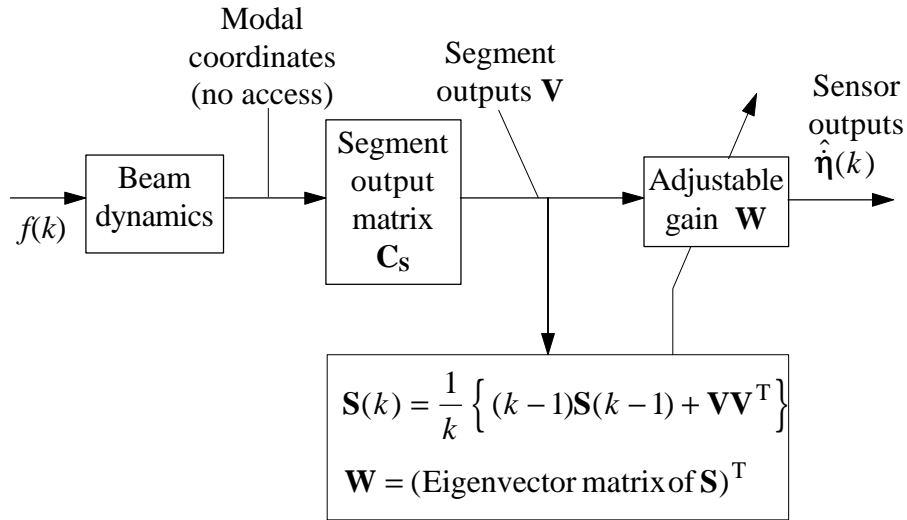 Modal
coordinates
(no access)
Segment
outputs V
Sensor
outputs
η̇̂(k)
f(k)
Beam
dynamics
Segment
output
matrix
C_S
Adjustable
gain W
S(k) = 1/k {(k − 1)S(k − 1) + VV^T}
W = (Eigenvector matrix of S)^T